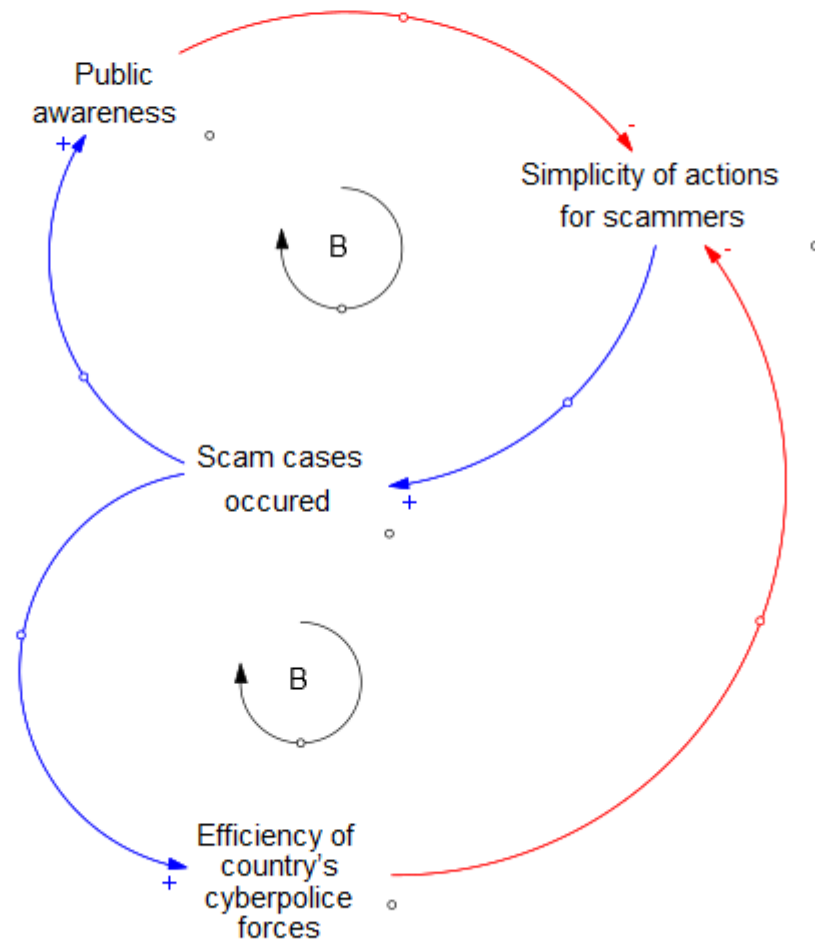 Public
awareness
+
-
Simplicity of actions
for scammers
-
B
Scam cases
occured
+
B
Efficiency of
country's
cyberpolice
forces
+